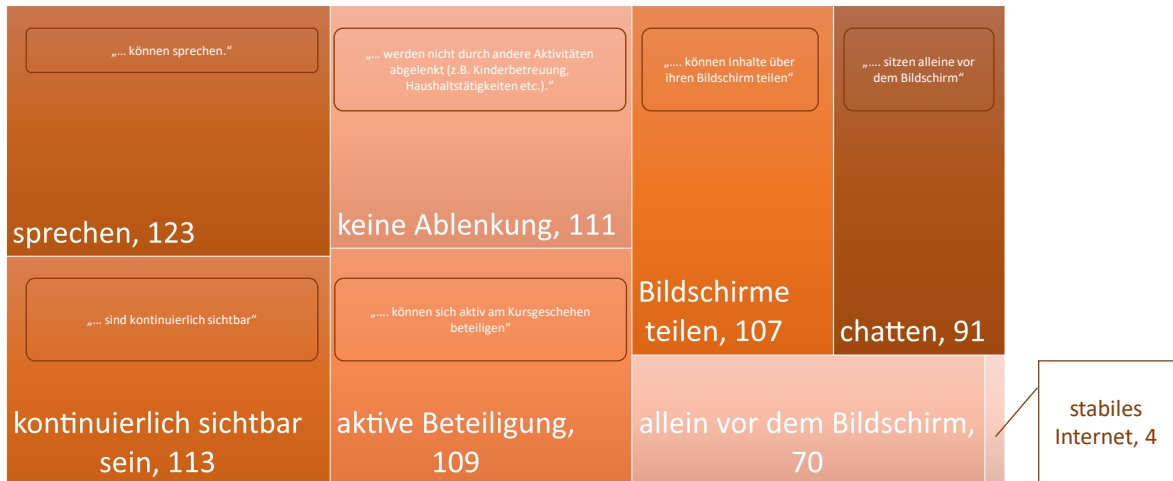 „… können sprechen.“
sprechen, 123
„… werden nicht durch andere Aktivitäten
abgelenkt (z.B. Kinderbetreuung,
Haushaltstätigkeiten etc.).“
keine Ablenkung, 111
„…. können Inhalte über
ihren Bildschirm teilen“
Bildschirme
teilen, 107
„…. sitzen alleine vor
dem Bildschirm“
chatten, 91
„… sind kontinuierlich sichtbar“
kontinuierlich sichtbar
sein, 113
„…. können sich aktiv am Kursgeschehen
beteiligen“
aktive Beteiligung,
109
allein vor dem Bildschirm,
70
stabiles
Internet, 4